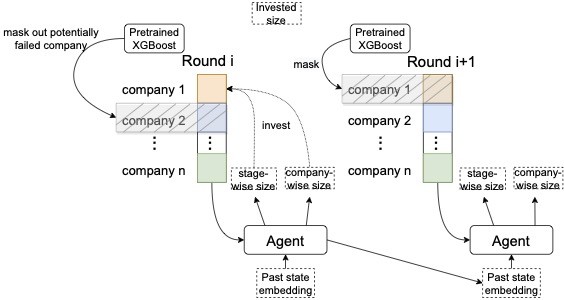 Invested
size
mask out potentially
failed company
Pretrained
XGBoost
Round i
company 1
company 2
company n
invest
stage-
wise size
company-
wise size
Agent
Past state
embedding
Pretrained
XGBoost
mask
Round i+1
company 1
company 2
company n
stage-
wise size
company-
wise size
Agent
Past state
embedding